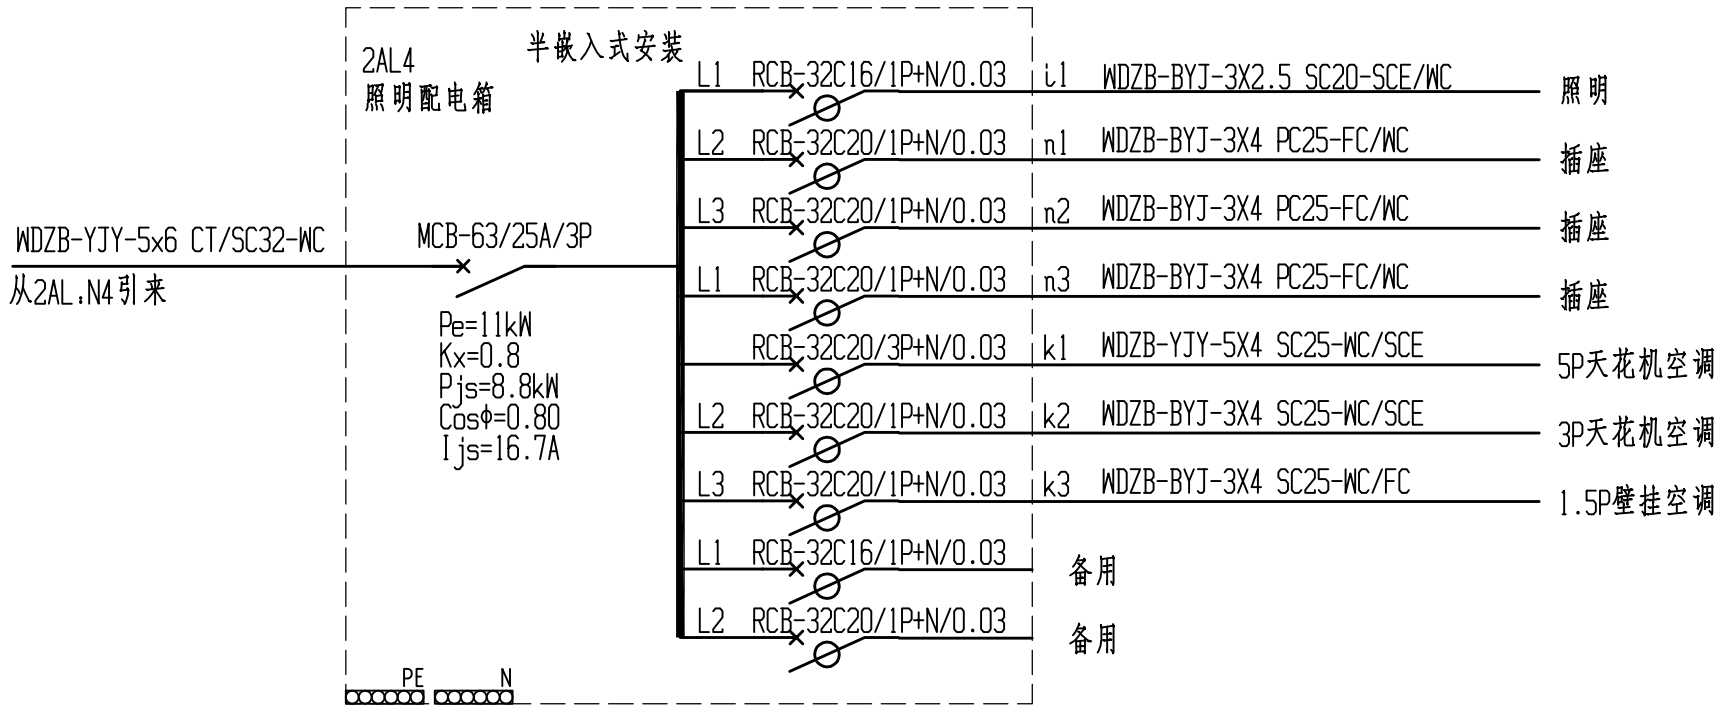 2AL4
照明配电箱
半嵌入式安装
WDZB-YJY-5x6 CT/SC32-WC
从2AL:N4引来
MCB-63/25A/3P
Pe=11kW
Kx=0.8
Pjs=8.8kW
Cosφ=0.80
Ijs=16.7A
L1 RCB-32C16/1P+N/0.03 i1 WDZB-BYJ-3X2.5 SC20-SCE/WC 照明
L2 RCB-32C20/1P+N/0.03 n1 WDZB-BYJ-3X4 PC25-FC/WC 插座
L3 RCB-32C20/1P+N/0.03 n2 WDZB-BYJ-3X4 PC25-FC/WC 插座
L1 RCB-32C20/1P+N/0.03 n3 WDZB-BYJ-3X4 PC25-FC/WC 插座
RCB-32C20/3P+N/0.03 k1 WDZB-YJY-5X4 SC25-WC/SCE 5P天花机空调
L2 RCB-32C20/1P+N/0.03 k2 WDZB-BYJ-3X4 SC25-WC/SCE 3P天花机空调
L3 RCB-32C20/1P+N/0.03 k3 WDZB-BYJ-3X4 SC25-WC/FC 1.5P壁挂空调
L1 RCB-32C16/1P+N/0.03 备用
L2 RCB-32C20/1P+N/0.03 备用
PE N